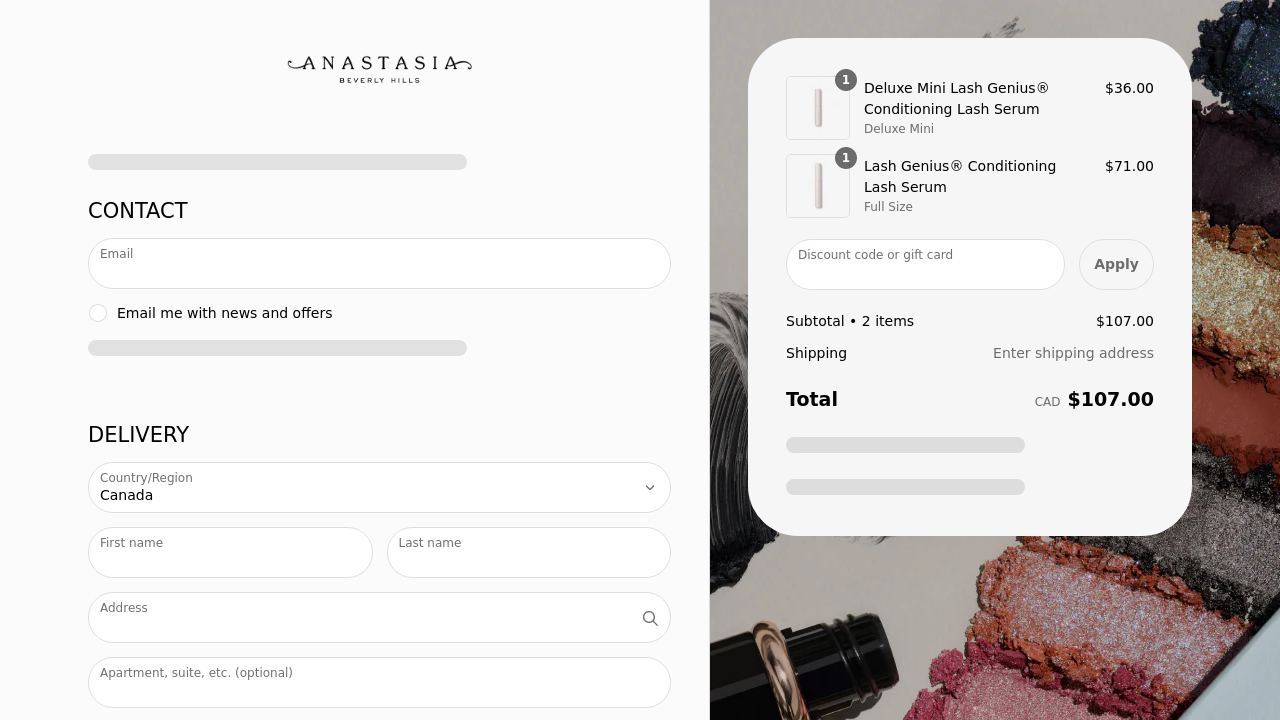 ANASTASIA
BEVERLY HILLS
CONTACT
Email
Email me with news and offers
DELIVERY
Country/Region
Canada
First name
Last name
Address
Apartment, suite, etc. (optional)
1
Deluxe Mini Lash Genius®
Conditioning Lash Serum
Deluxe Mini
$36.00
1
Lash Genius® Conditioning
Lash Serum
Full Size
$71.00
Discount code or gift card
Apply
Subtotal • 2 items
$107.00
Shipping
Enter shipping address
Total
CAD $107.00